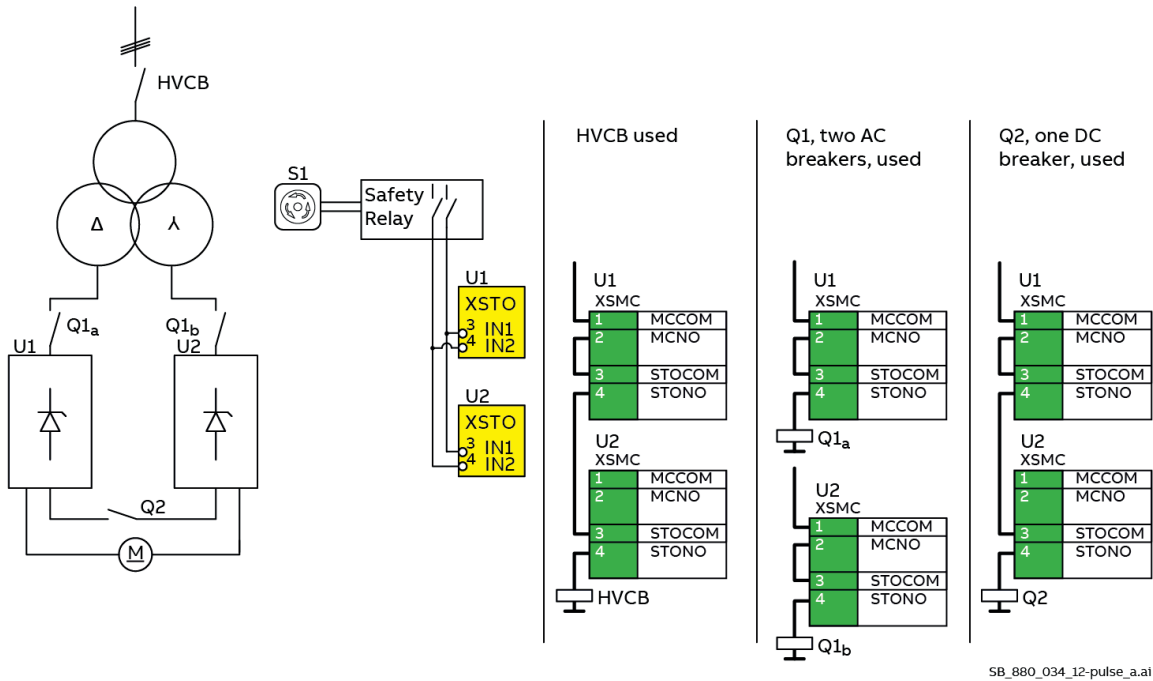 HVCB
Δ
Y
Q1a
Q1b
U1
U2
Q2
M
S1
Safety
Relay
U1
XSTO
3 IN1
4 IN2
U2
XSTO
3 IN1
4 IN2
HVCB used
U1
XSMC
1 MCCOM
2 MCNO
3 STOCOM
4 STONO
U2
XSMC
1 MCCOM
2 MCNO
3 STOCOM
4 STONO
HVCB
Q1, two AC
breakers, used
U1
XSMC
1 MCCOM
2 MCNO
3 STOCOM
4 STONO
Q1a
U2
XSMC
1 MCCOM
2 MCNO
3 STOCOM
4 STONO
Q1b
Q2, one DC
breaker, used
U1
XSMC
1 MCCOM
2 MCNO
3 STOCOM
4 STONO
U2
XSMC
1 MCCOM
2 MCNO
3 STOCOM
4 STONO
Q2
SB_880_034_12-pulse_a.ai